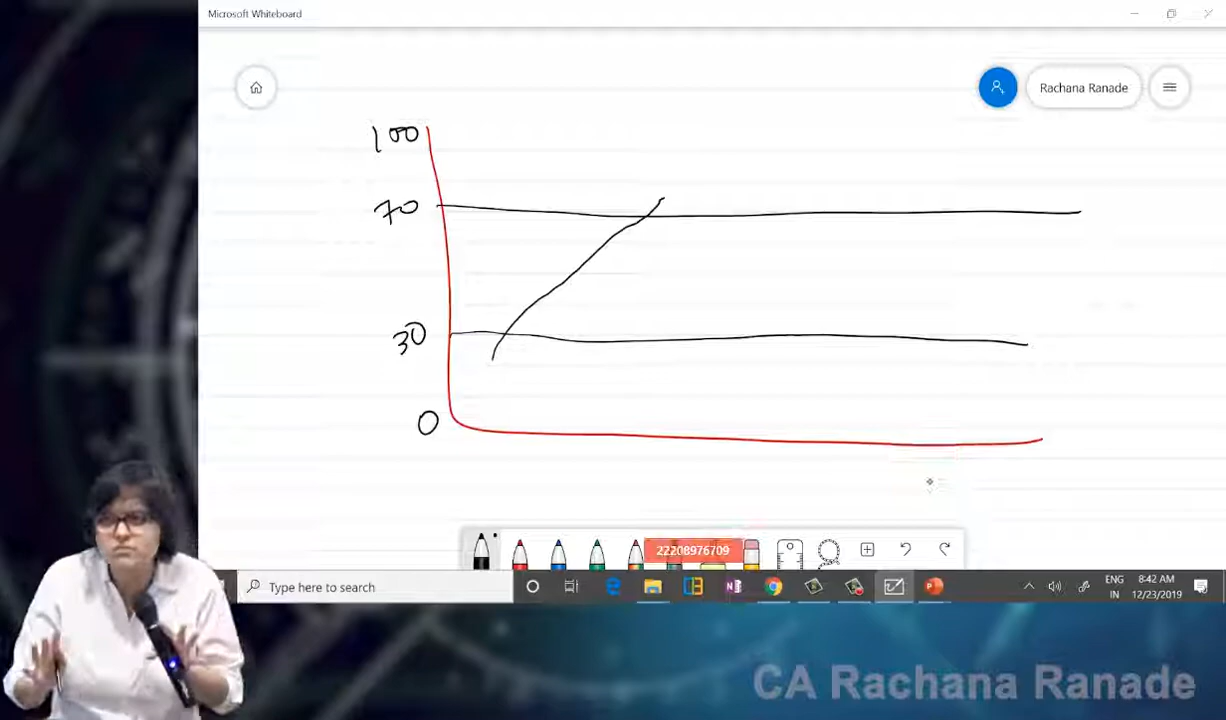 Microsoft Whiteboard
Rachana Ranade
100
70
30
0
22208976709
Type here to search
ENG
IN
8:42 AM
12/23/2019
CA Rachana Ranade